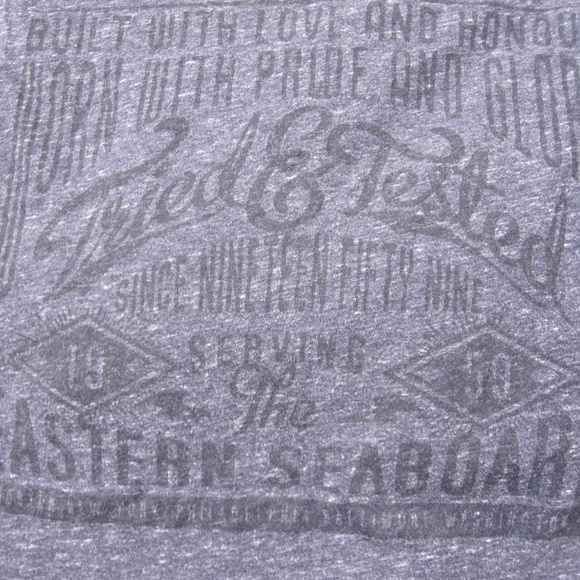 BUILT WITH LOVE AND HONOU
WORN WITH PRIDE AND GLOR
Tried & Tested
SINCE NINETEEN FIFTY NINE
19 SERVING 59
The
EASTERN SEABOAR